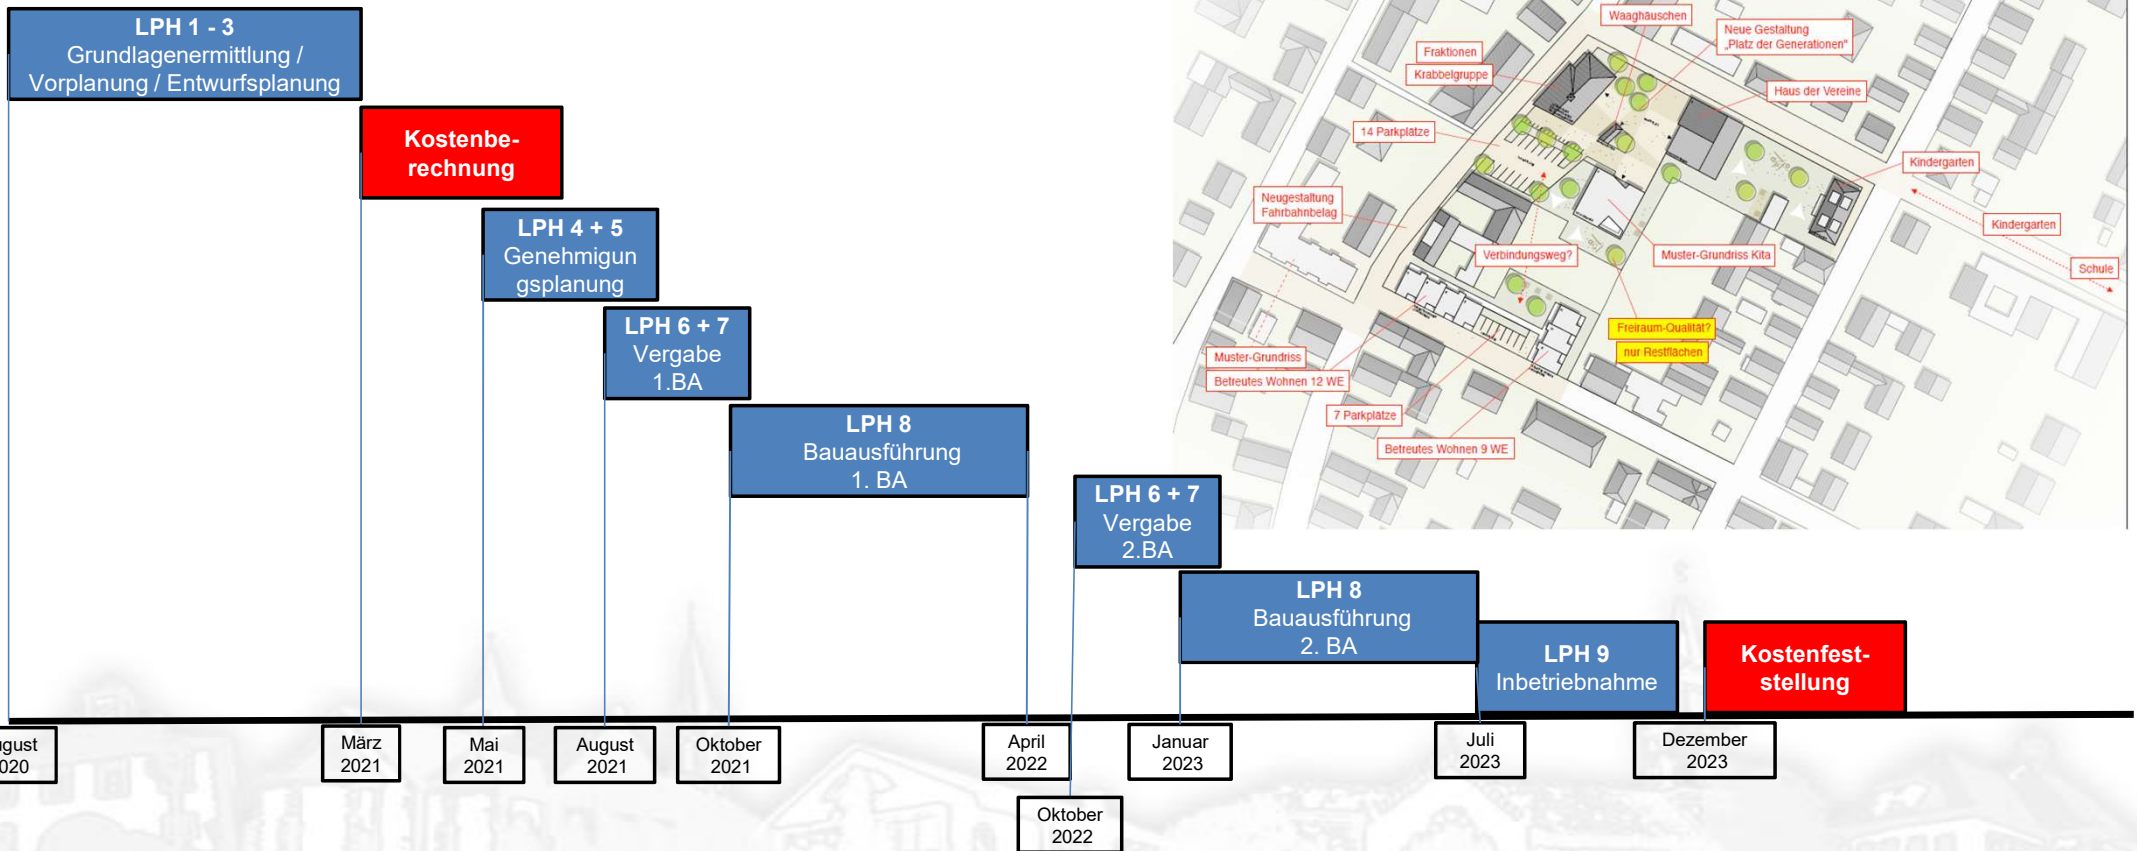 LPH 1 - 3
Grundlagenermittlung /
Vorplanung / Entwurfsplanung
Kostenbe-
rechnung
LPH 4 + 5
Genehmigun
gsplanung
LPH 6 + 7
Vergabe
1.BA
LPH 8
Bauausführung
1. BA
LPH 6 + 7
Vergabe
2.BA
LPH 8
Bauausführung
2. BA
LPH 9
Inbetriebnahme
Kostenfest-
stellung
gust
020
März
2021
Mai
2021
August
2021
Oktober
2021
April
2022
Oktober
2022
Januar
2023
Juli
2023
Dezember
2023
Waaghäuschen
Neue Gestaltung
„Platz der Generationen"
Fraktionen
Krabbelgruppe
Haus der Vereine
14 Parkplätze
Kindergarten
Neugestaltung
Fahrbahnbelag
Kindergarten
Verbindungsweg?
Muster-Grundriss Kita
Schule
Freiraum-Qualität?
nur Restflächen
Muster-Grundriss
Betreutes Wohnen 12 WE
7 Parkplätze
Betreutes Wohnen 9 WE